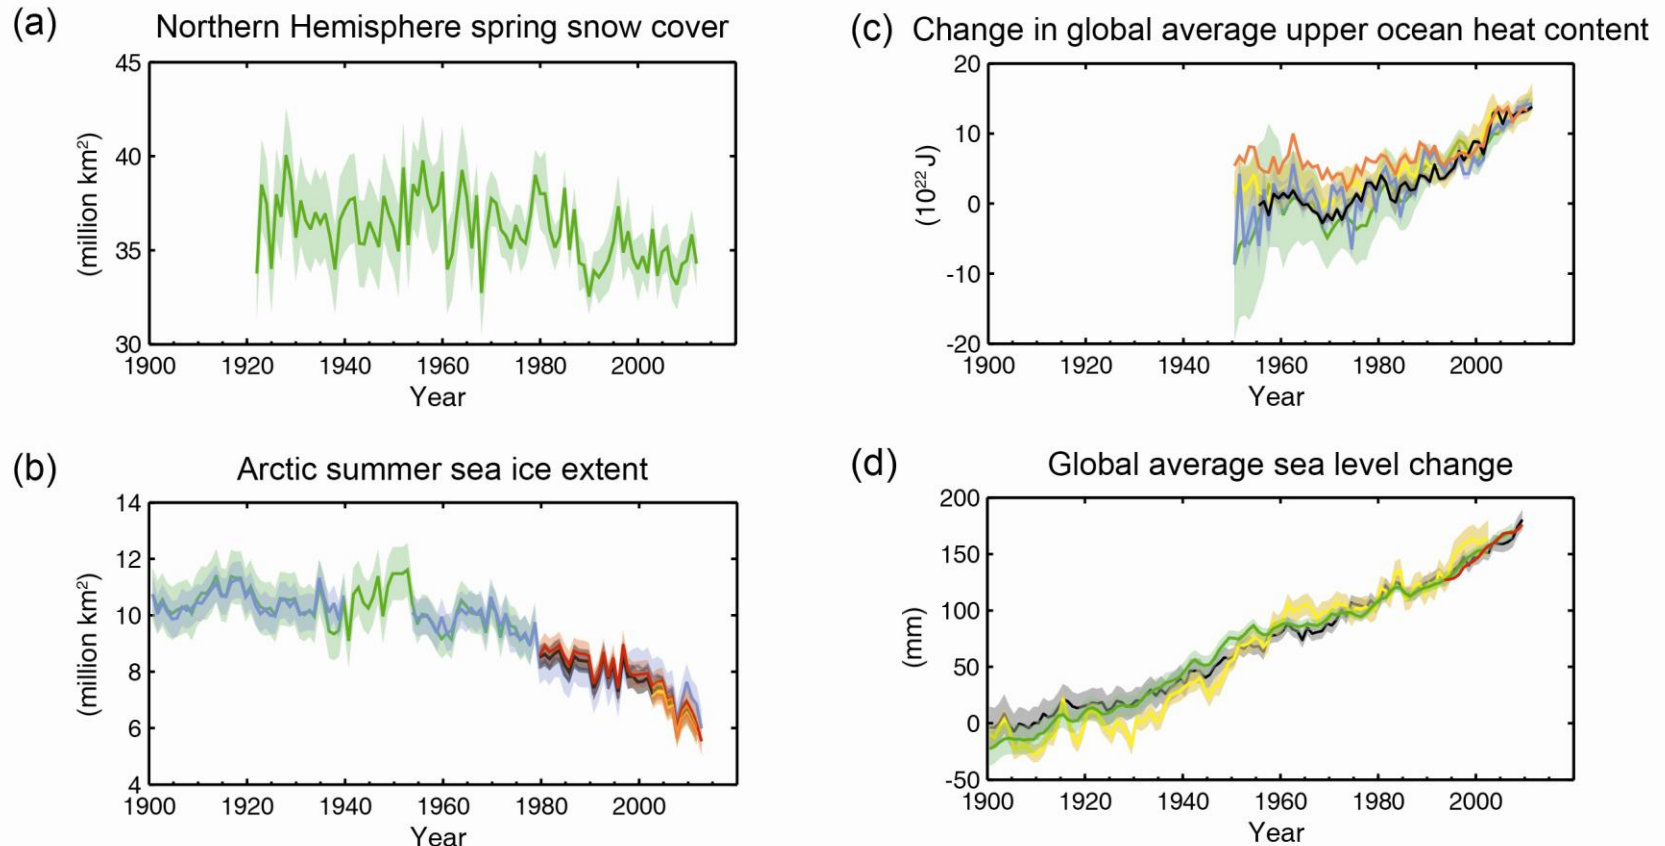 (a) Northern Hemisphere spring snow cover
45
40
35
30
(million km²)
1900 1920 1940 1960 1980 2000
Year
(b) Arctic summer sea ice extent
14
12
10
8
6
4
(million km²)
1900 1920 1940 1960 1980 2000
Year
(c) Change in global average upper ocean heat content
20
10
0
-10
-20
(10²² J)
1900 1920 1940 1960 1980 2000
Year
(d) Global average sea level change
200
150
100
50
0
-50
(mm)
1900 1920 1940 1960 1980 2000
Year